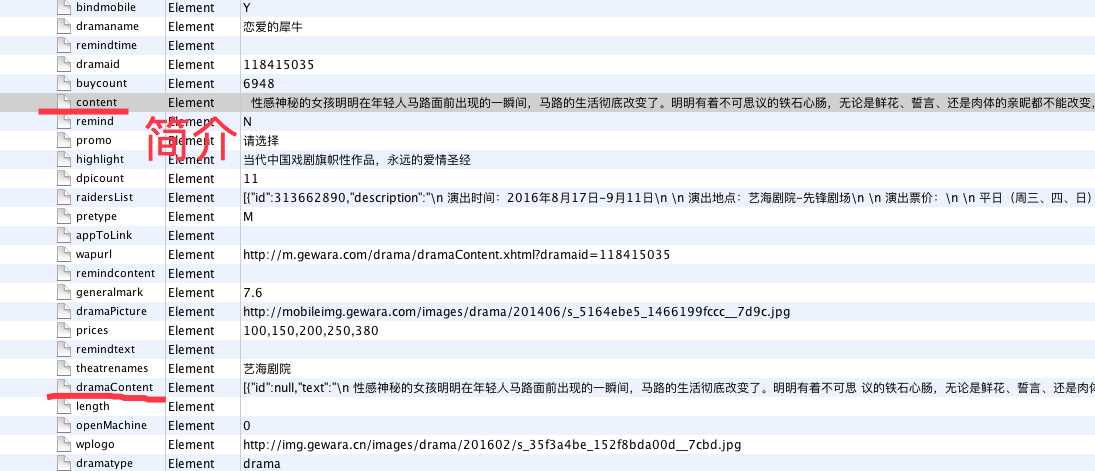 bindmobile Element Y
dramaname Element 恋爱的犀牛
remindtime Element
dramaid Element 118415035
buycount Element 6948
content Element 性感神秘的女孩明明在年轻人马路面前出现的一瞬间，马路的生活彻底改变了。明明有着不可思议的铁石心肠，无论是鲜花、誓言、还是肉体的亲昵都不能改变，
remind Element N
简介
promo Element 请选择
highlight Element 当代中国戏剧旗帜性作品，永远的爱情圣经
dpicount Element 11
raidersList Element [{"id":313662890,"description":"\n 演出时间：2016年8月17日-9月11日\n \n 演出地点：艺海剧院-先锋剧场\n \n 演出票价：\n \n 平日（周三、四、日）
pretype Element M
appToLink Element
wapurl Element http://m.gewara.com/drama/dramaContent.xhtml?dramaid=118415035
remindcontent Element
generalmark Element 7.6
dramaPicture Element http://mobileimg.gewara.com/images/drama/201406/s_5164ebe5_1466199fccc__7d9c.jpg
prices Element 100,150,200,250,380
remindtext Element
theatrenames Element 艺海剧院
dramaContent Element [{"id":null,"text":"\n 性感神秘的女孩明明在年轻人马路面前出现的一瞬间，马路的生活彻底改变了。明明有着不可思 议的铁石心肠，无论是鲜花、誓言、还是肉体
length Element
openMachine Element 0
wplogo Element http://img.gewara.cn/images/drama/201602/s_35f3a4be_152f8bda00d__7cbd.jpg
dramatype Element drama